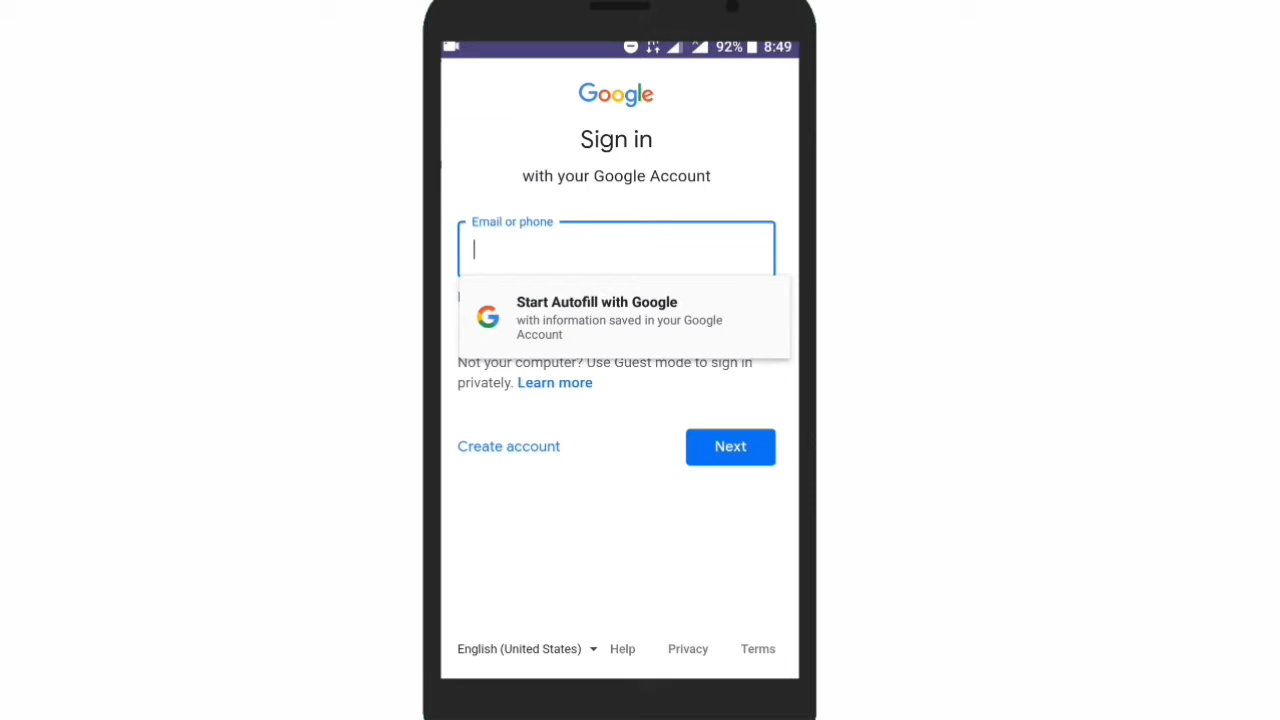 92% 8:49
Google
Sign in
with your Google Account
Email or phone
Start Autofill with Google
with information saved in your Google
Account
Not your computer? Use Guest mode to sign in
privately. Learn more
Create account
Next
English (United States) Help Privacy Terms